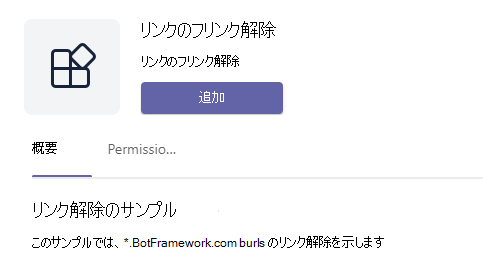 リンクのフリンク解除
リンクのフリンク解除
追加
概要
Permissio...
リンク解除のサンプル
このサンプルでは、*.BotFramework.com burls のリンク解除を示します